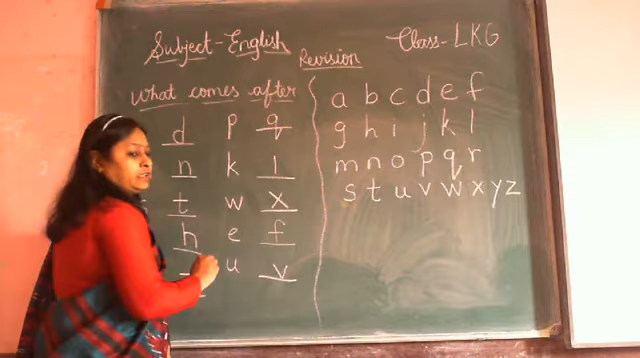 Subject-English Class-LKG
Revision
What comes after
d p q
n k l
t w x
h e f
u v
a b c d e f
g h i j k l
m n o p q r
s t u v w x y z